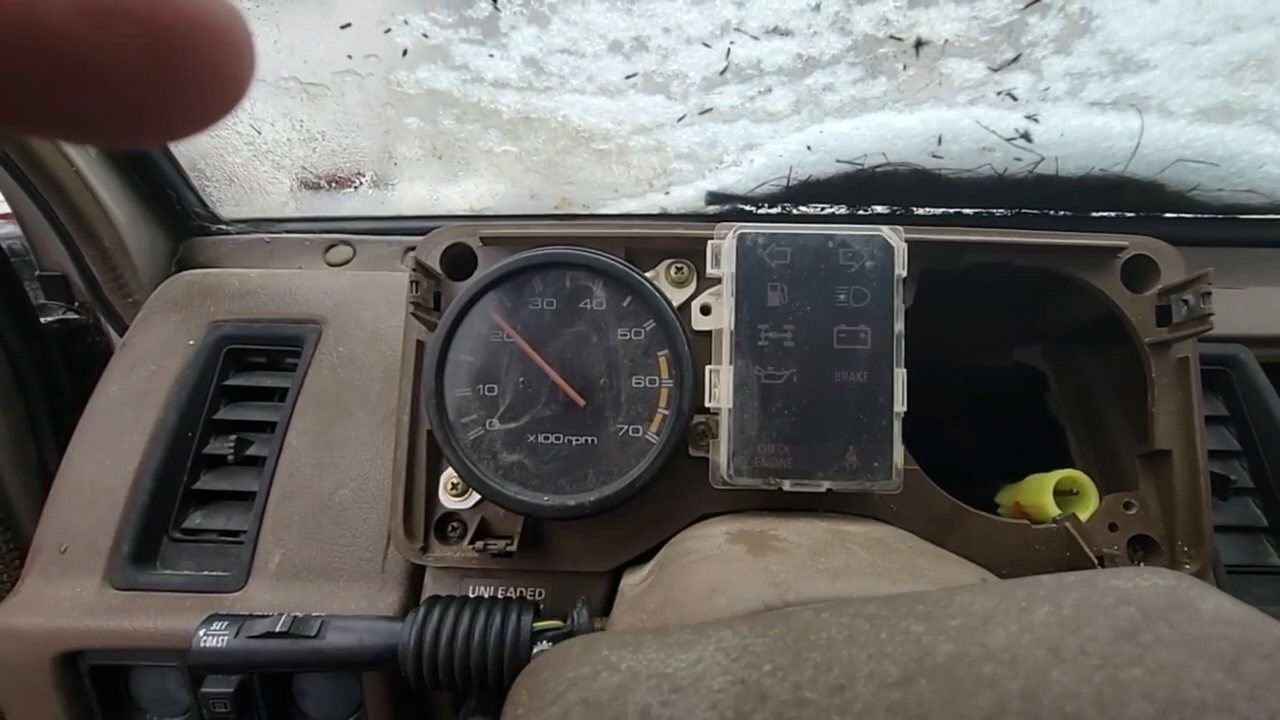 30 40
20 50
10 60
0 70
x100rpm
BRAKE
CHECK
ENGINE
UNLEADED
SET
COAST